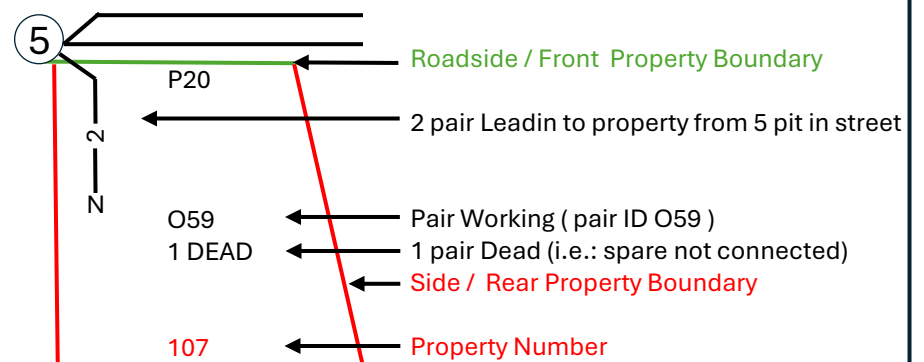 5
Roadside / Front Property Boundary
P20
2 pair Leadin to property from 5 pit in street
2
N
O59
Pair Working ( pair ID O59 )
1 DEAD
1 pair Dead (i.e.: spare not connected)
Side / Rear Property Boundary
107
Property Number